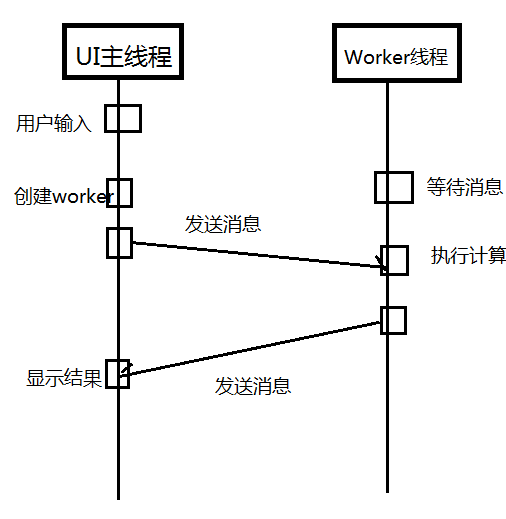 UI主线程
Worker线程
用户输入
创建worker
等待消息
发送消息
执行计算
显示结果
发送消息